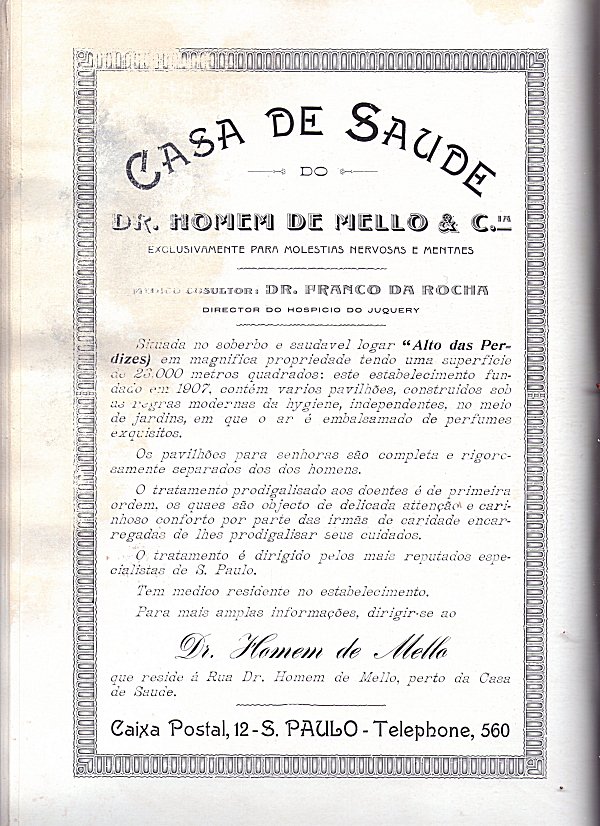 CASA DE SAUDE
DO
DR. HOMEM DE MELLO & C.IA
EXCLUSIVAMENTE PARA MOLESTIAS NERVOSAS E MENTAES
MEDICO COSULTOR: DR. FRANCO DA ROCHA
DIRECTOR DO HOSPICIO DO JUQUERY
Situada no soberbo e saudavel logar "Alto das Per-
dizes) em magnifica propriedade tendo uma superficie
de 23.000 metros quadrados: este estabelecimento fun-
dado em 1907, contém varios pavilhões, construidos sob
as regras modernas da hygiene, independentes, no meio
de jardins, em que o ar é embalsamado de perfumes
exquisitos.
Os pavilhões para senhoras são completa e rigoro-
samente separados dos dos homens.
O tratamento prodigalisado aos doentes é de primeira
ordem, os quaes são objecto de delicada attenção e cari-
nhoso conforto por parte das irmãs de caridade encar-
regadas de lhes prodigalisar seus cuidados.
O tratamento é dirigido pelos mais reputados espe-
cialistas de S. Paulo.
Tem medico residente no estabelecimento.
Para mais amplas informações, dirigir-se ao
Dr. Homem de Mello
que reside á Rua Dr. Homem de Mello, perto da Casa
de Saude.
Caixa Postal, 12 - S. PAULO - Telephone, 560